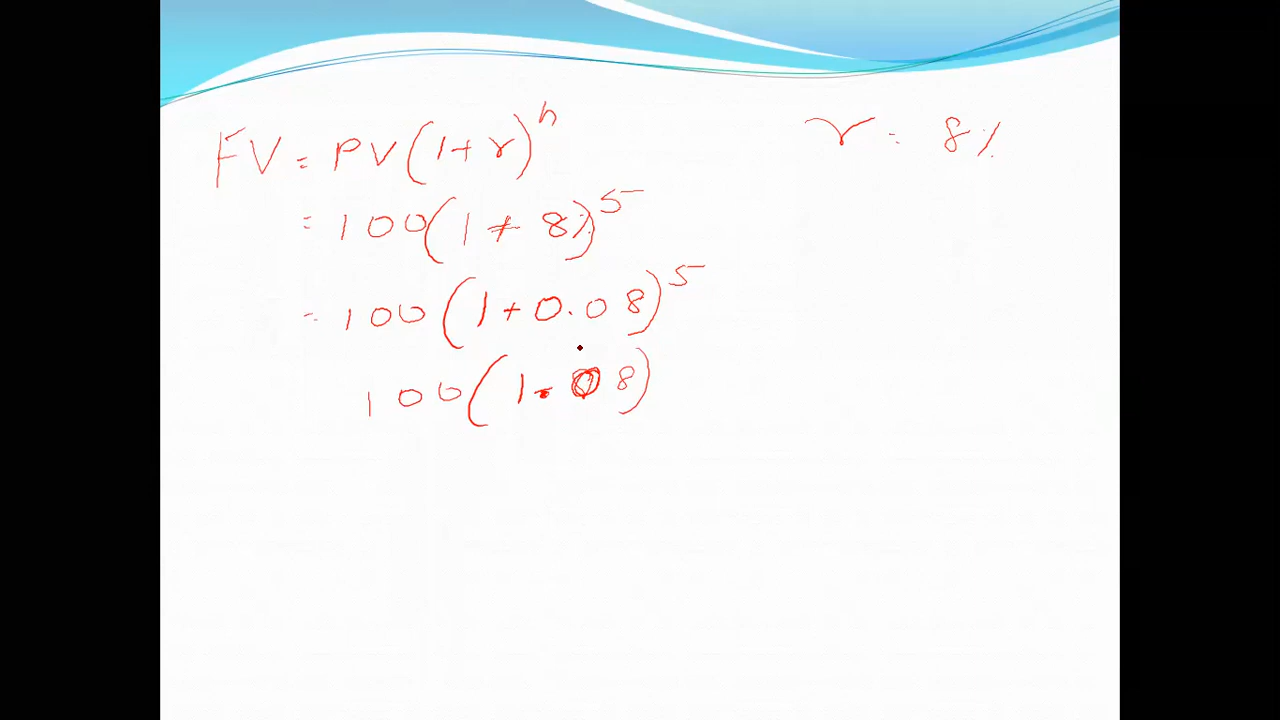 FV = PV(1+r)^n
r = 8%
= 100(1+8%)^5
= 100(1+0.08)^5
100(1.08)